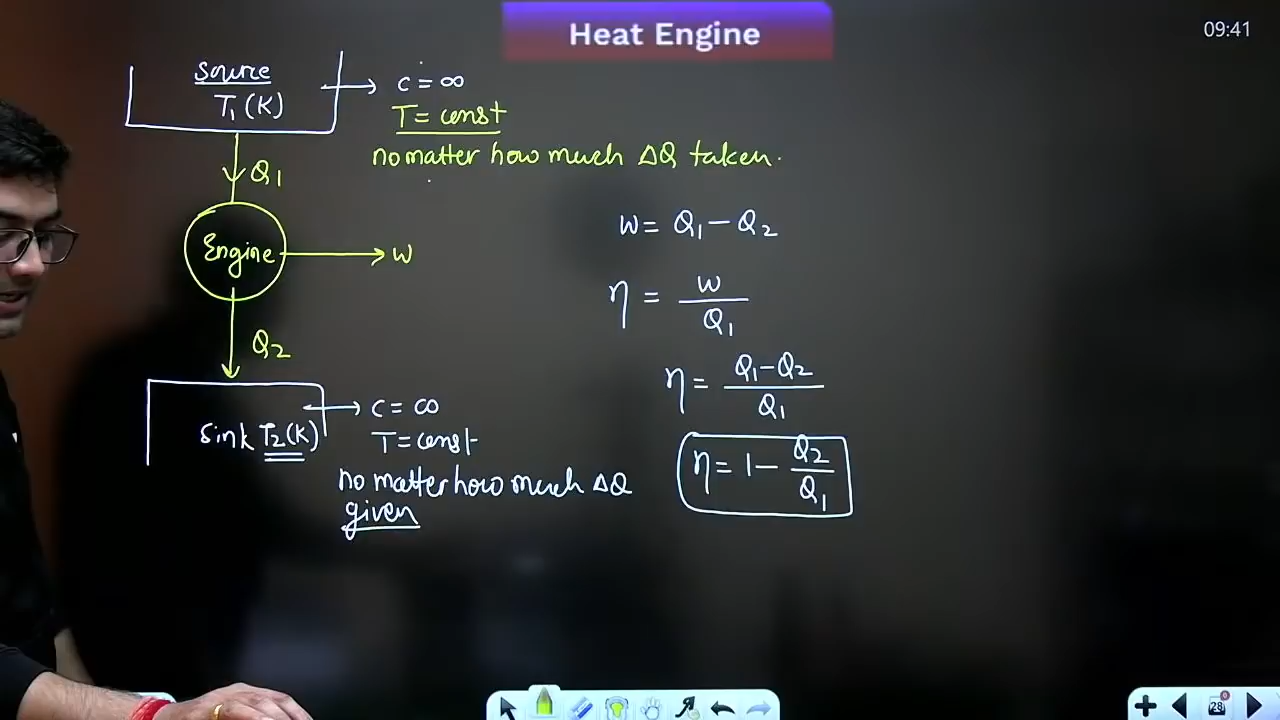 Heat Engine
09:41
Source
T₁(K)
c = ∞
T = const
no matter how much ΔQ taken.
Q₁
W = Q₁ - Q₂
Engine
W
η = W / Q₁
Q₂
η = Q₁-Q₂ / Q₁
Sink T₂(K)
c = ∞
T = const
no matter how much ΔQ
given
η = 1 - Q₂ / Q₁
28